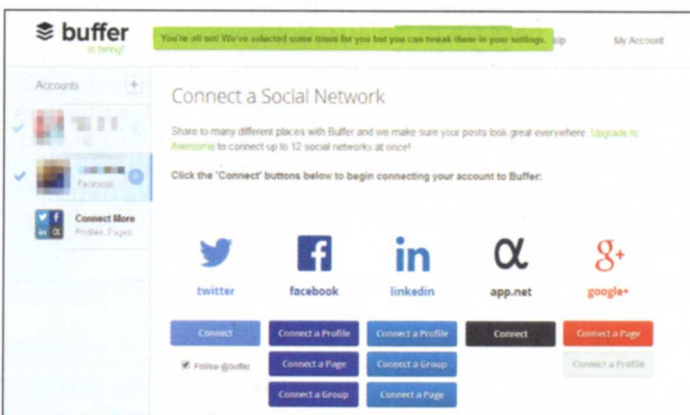 buffer
is hiring!
You're all set! We've selected some times for you but you can tweak them in your settings.
elp
My Account
Accounts
+
Connect a Social Network
Share to many different places with Buffer and we make sure your posts look great everywhere. Upgrade to
Awesome to connect up to 12 social networks at once!
Click the 'Connect' buttons below to begin connecting your account to Buffer:
Facebook
Connect More
Profiles, Pages
f
in α
in
α
g+
twitter
facebook
linkedin
app.net
google+
Connect
Connect a Profile
Connect a Profile
Connect
Connect a Page
Follow @buffer
Connect a Page
Connect a Group
Connect a Profile
Connect a Group
Connect a Page